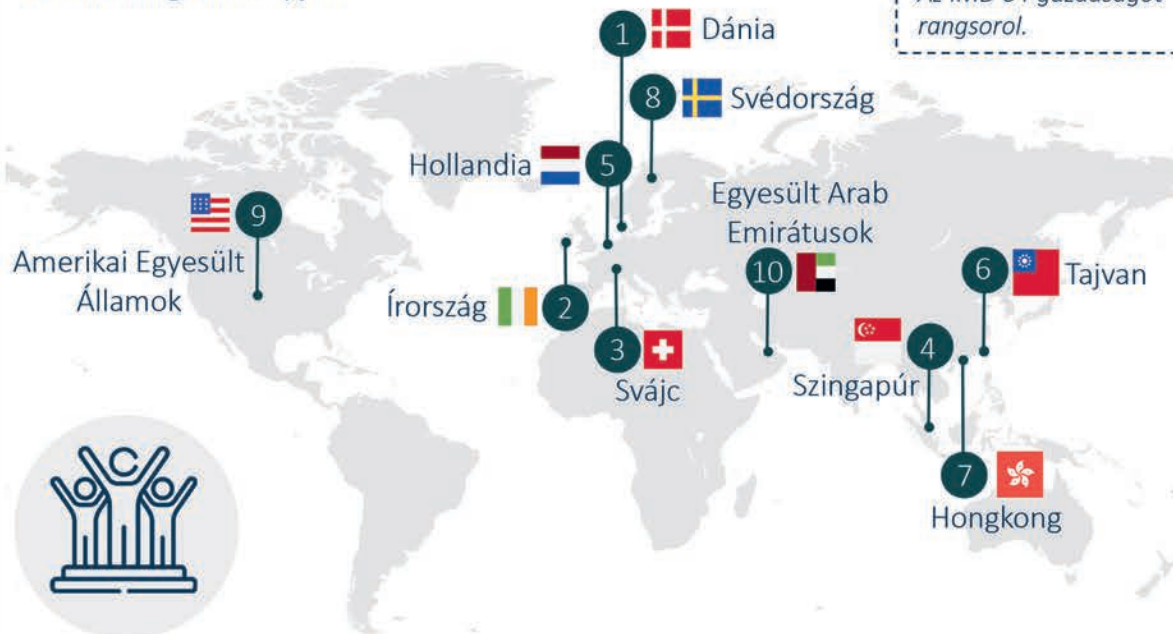 rangsorol.
1
Dánia
8
Svédország
Hollandia
5
9
Amerikai Egyesült
Államok
Egyesült Arab
Emirátusok
10
6
Tajvan
Írország
2
3
Svájc
4
Szingapúr
7
Hongkong